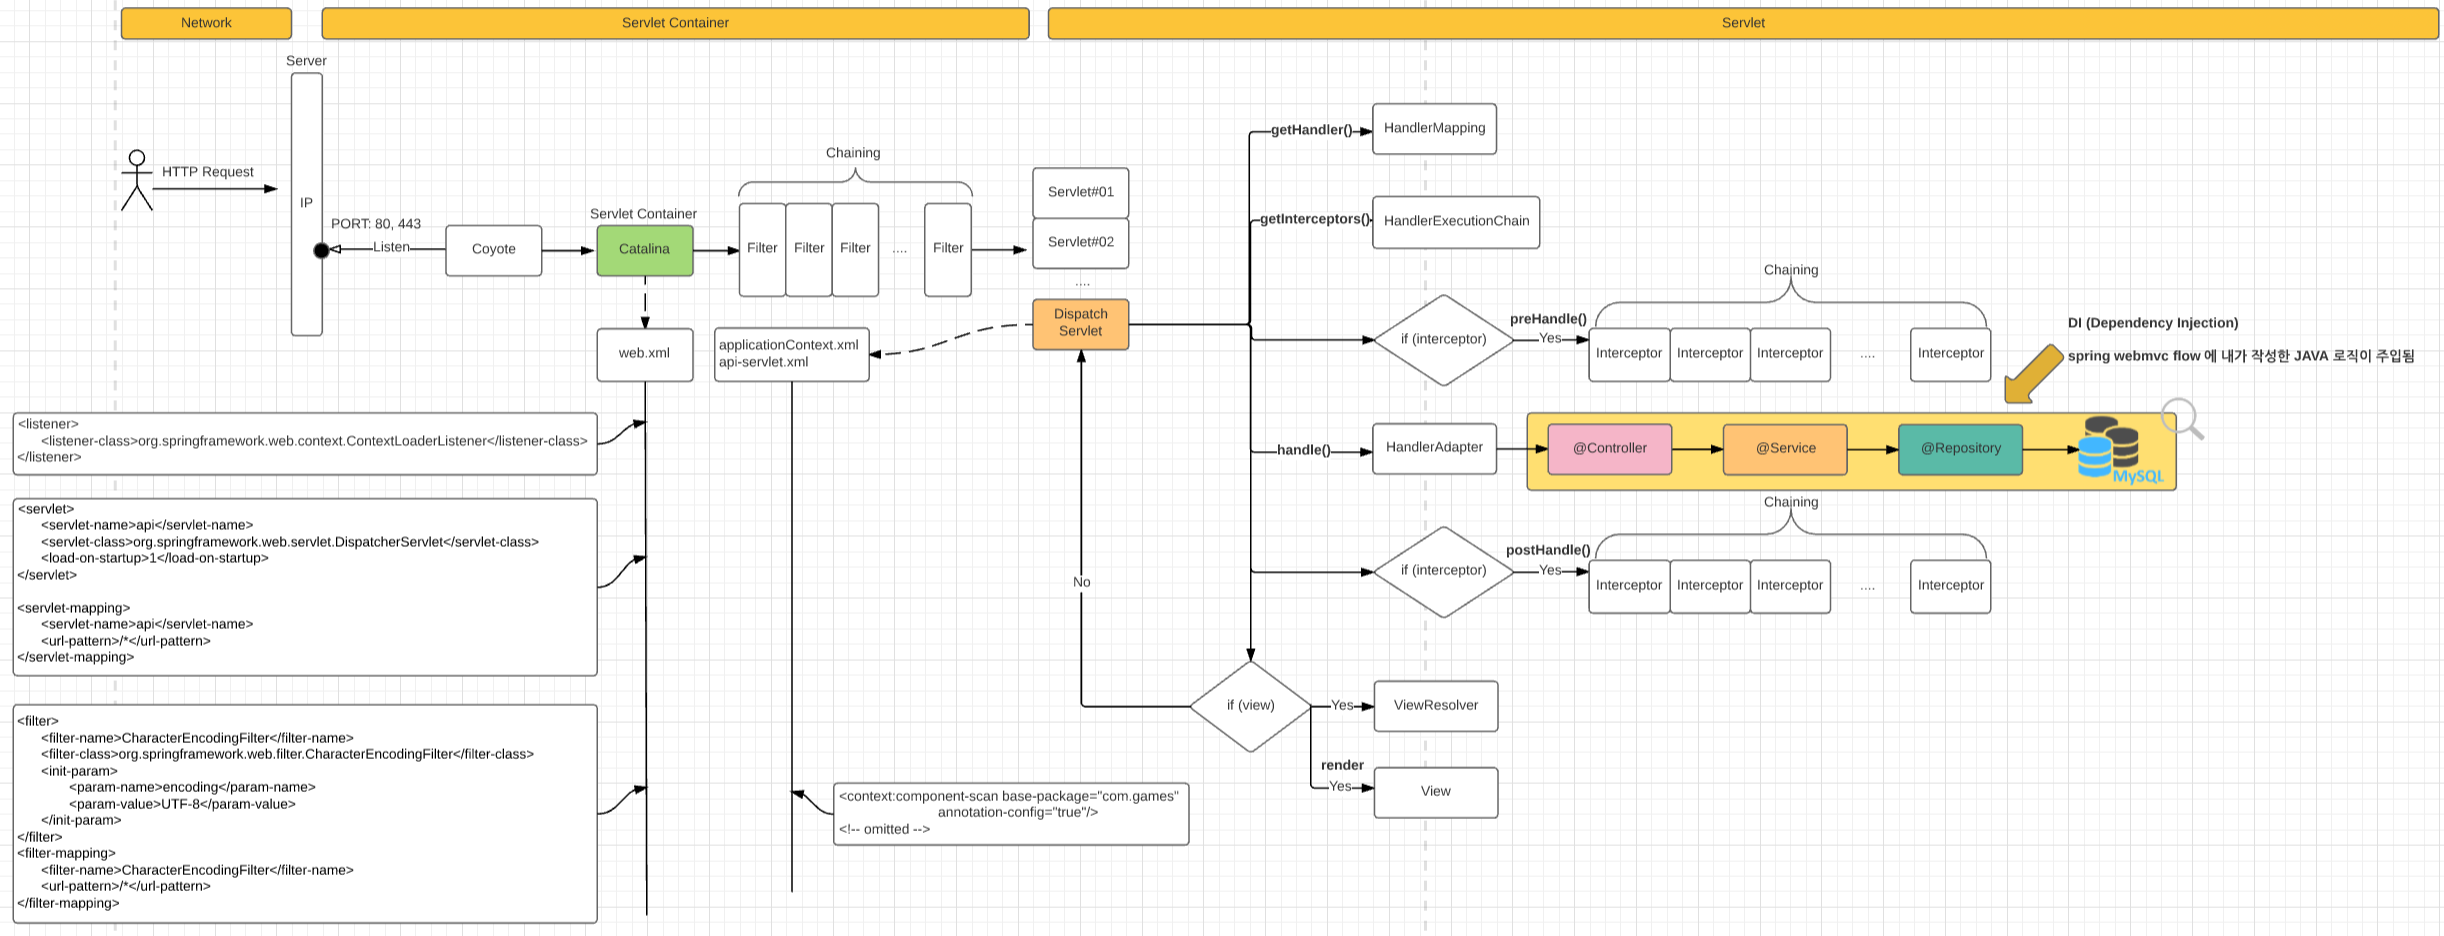 Network
Servlet Container
Servlet
Server
IP
HTTP Request
PORT: 80, 443
Listen
Coyote
Servlet Container
Catalina
Chaining
Filter
Filter
Filter
....
Filter
Servlet#01
Servlet#02
....
Dispatch
Servlet
web.xml
applicationContext.xml
api-servlet.xml
getHandler()
HandlerMapping
getInterceptors()
HandlerExecutionChain
if (interceptor)
preHandle()
Yes
Chaining
Interceptor
Interceptor
Interceptor
....
Interceptor
DI (Dependency Injection)
spring webmvc flow 에 내가 작성한 JAVA 로직이 주입됨
handle()
HandlerAdapter
@Controller
@Service
@Repository
MySQL
if (interceptor)
postHandle()
Yes
Chaining
Interceptor
Interceptor
Interceptor
....
Interceptor
No
if (view)
Yes
ViewResolver
render
Yes
View
<listener>
<listener-class>org.springframework.web.context.ContextLoaderListener</listener-class>
</listener>
<servlet>
<servlet-name>api</servlet-name>
<servlet-class>org.springframework.web.servlet.DispatcherServlet</servlet-class>
<load-on-startup>1</load-on-startup>
</servlet>
<servlet-mapping>
<servlet-name>api</servlet-name>
<url-pattern>/*</url-pattern>
</servlet-mapping>
<filter>
<filter-name>CharacterEncodingFilter</filter-name>
<filter-class>org.springframework.web.filter.CharacterEncodingFilter</filter-class>
<init-param>
<param-name>encoding</param-name>
<param-value>UTF-8</param-value>
</init-param>
</filter>
<filter-mapping>
<filter-name>CharacterEncodingFilter</filter-name>
<url-pattern>/*</url-pattern>
</filter-mapping>
<context:component-scan base-package="com.games"
annotation-config="true"/>
<!-- omitted -->